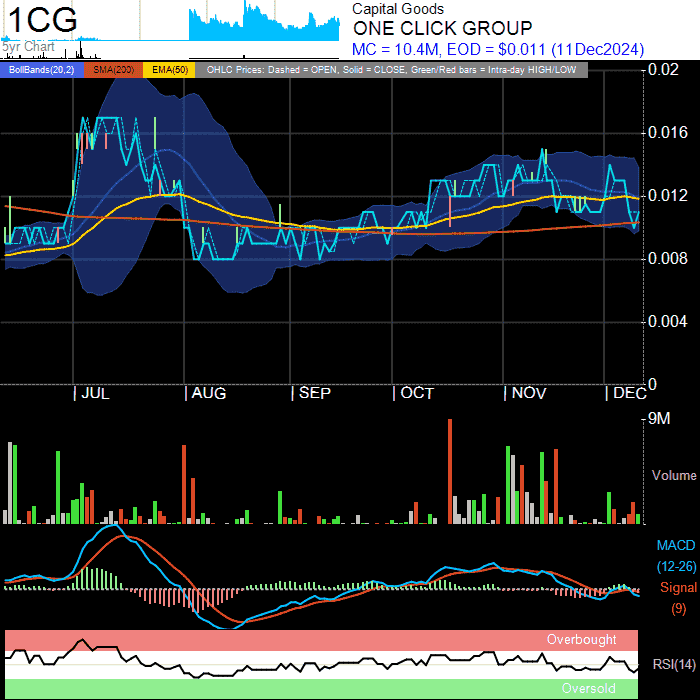 1CG
5yr Chart
Capital Goods
ONE CLICK GROUP
MC = 10.4M, EOD = $0.011 (11Dec2024)
BollBands(20,2) SMA(200) EMA(50) OHLC Prices: Dashed = OPEN, Solid = CLOSE, Green/Red bars = Intra-day HIGH/LOW
0.02
0.016
0.012
0.008
0.004
0
JUL AUG SEP OCT NOV DEC
9M
Volume
MACD
(12-26)
Signal
(9)
Overbought
RSI(14)
Oversold